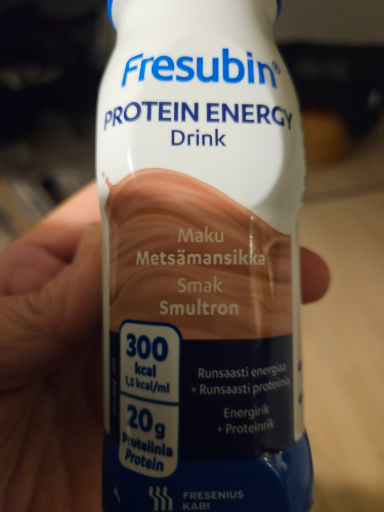 Fresubin®
PROTEIN ENERGY
Drink
Maku
Metsämansikka
Smak
Smultron
300
kcal
1,5 kcal/ml
20 g
Proteiinia
Protein
Runsaasti energiaa
+ Runsaasti proteiinia
Energirik
+ Proteinrik
FRESENIUS
KABI